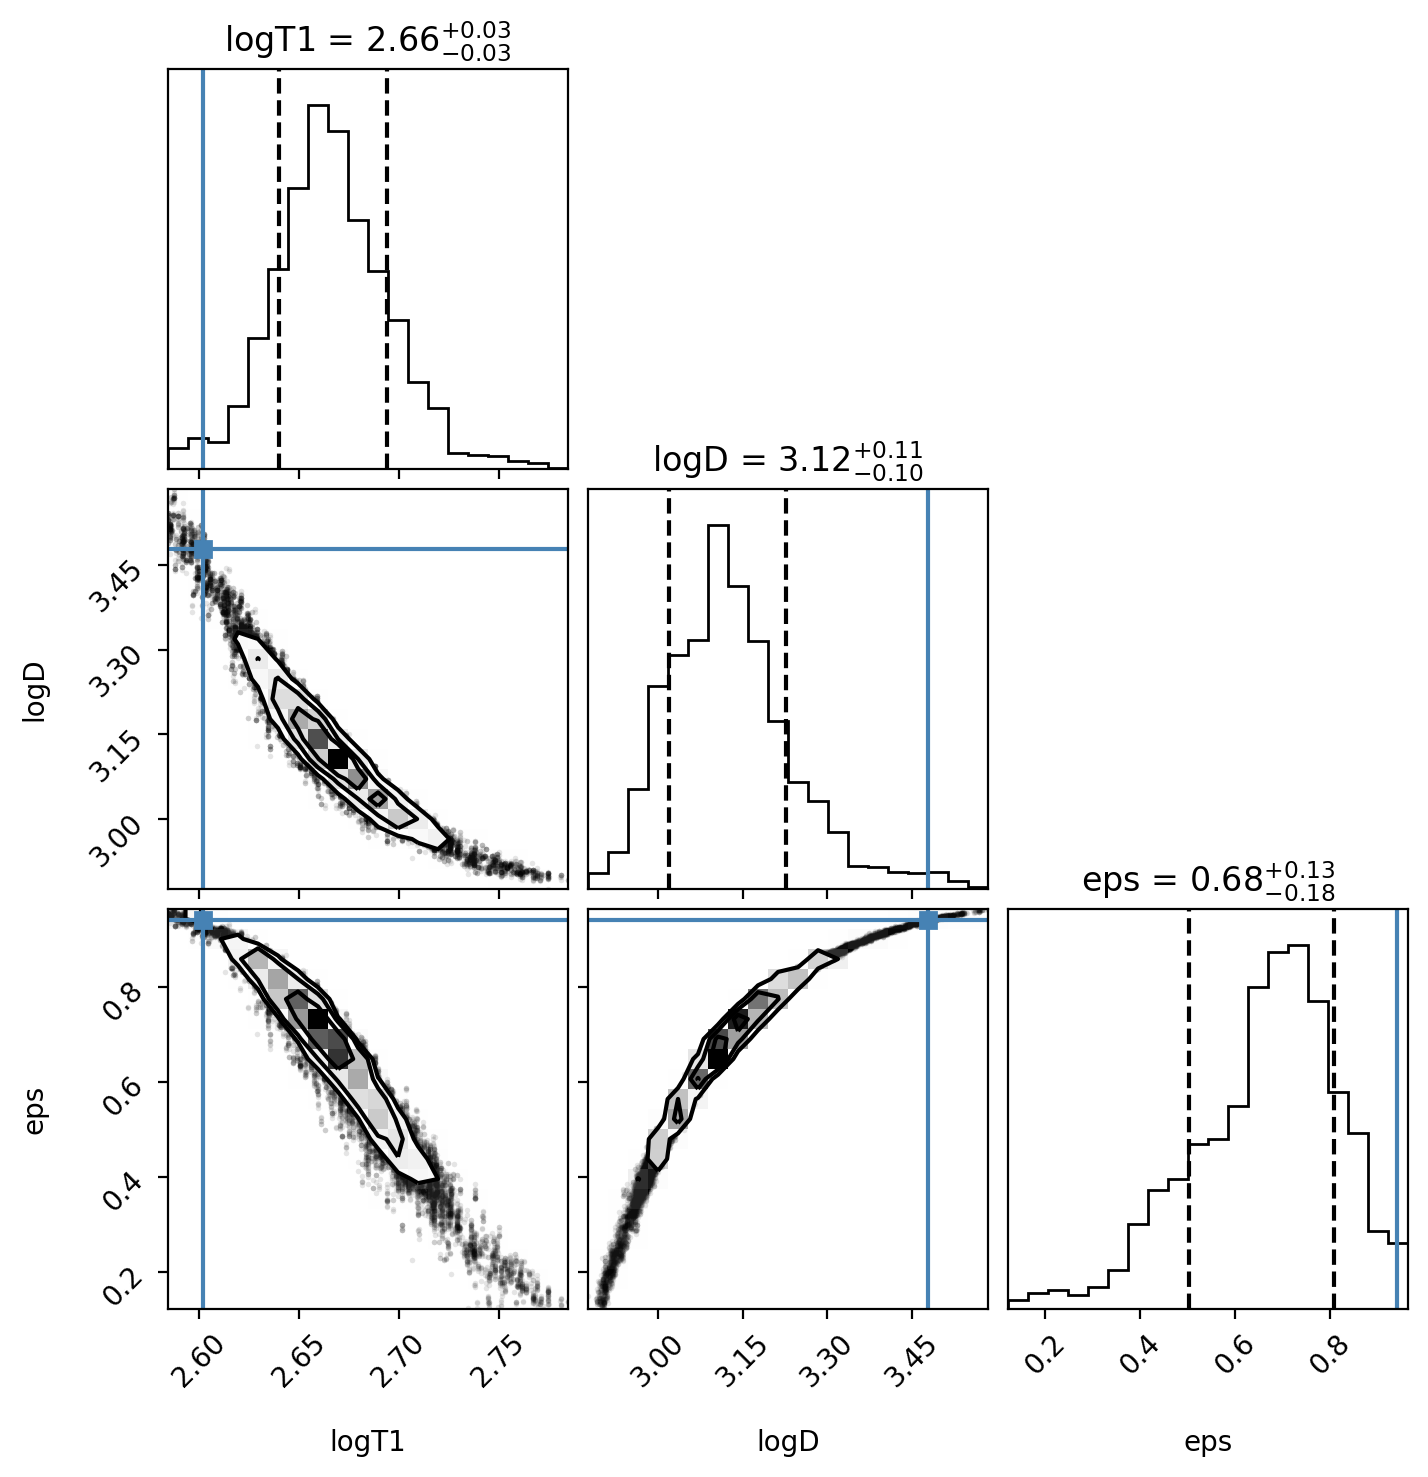 logT1 = 2.66+0.03−0.03
logD = 3.12+0.11−0.10
logD
3.45
3.30
3.15
3.00
eps = 0.68+0.13−0.18
eps
0.8
0.6
0.4
0.2
2.60 2.65 2.70 2.75
3.00 3.15 3.30 3.45
0.2 0.4 0.6 0.8
logT1 logD eps